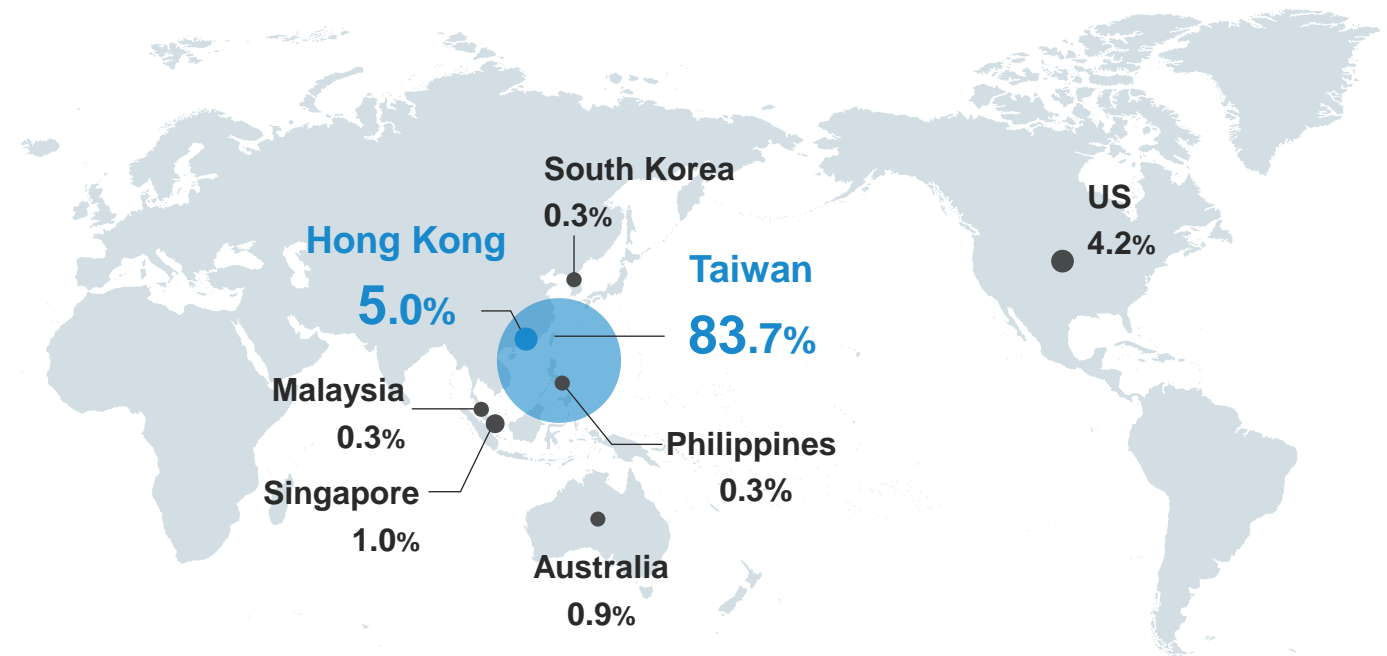 South Korea
0.3%
US
4.2%
Hong Kong
5.0%
Taiwan
83.7%
Malaysia
0.3%
Philippines
0.3%
Singapore
1.0%
Australia
0.9%